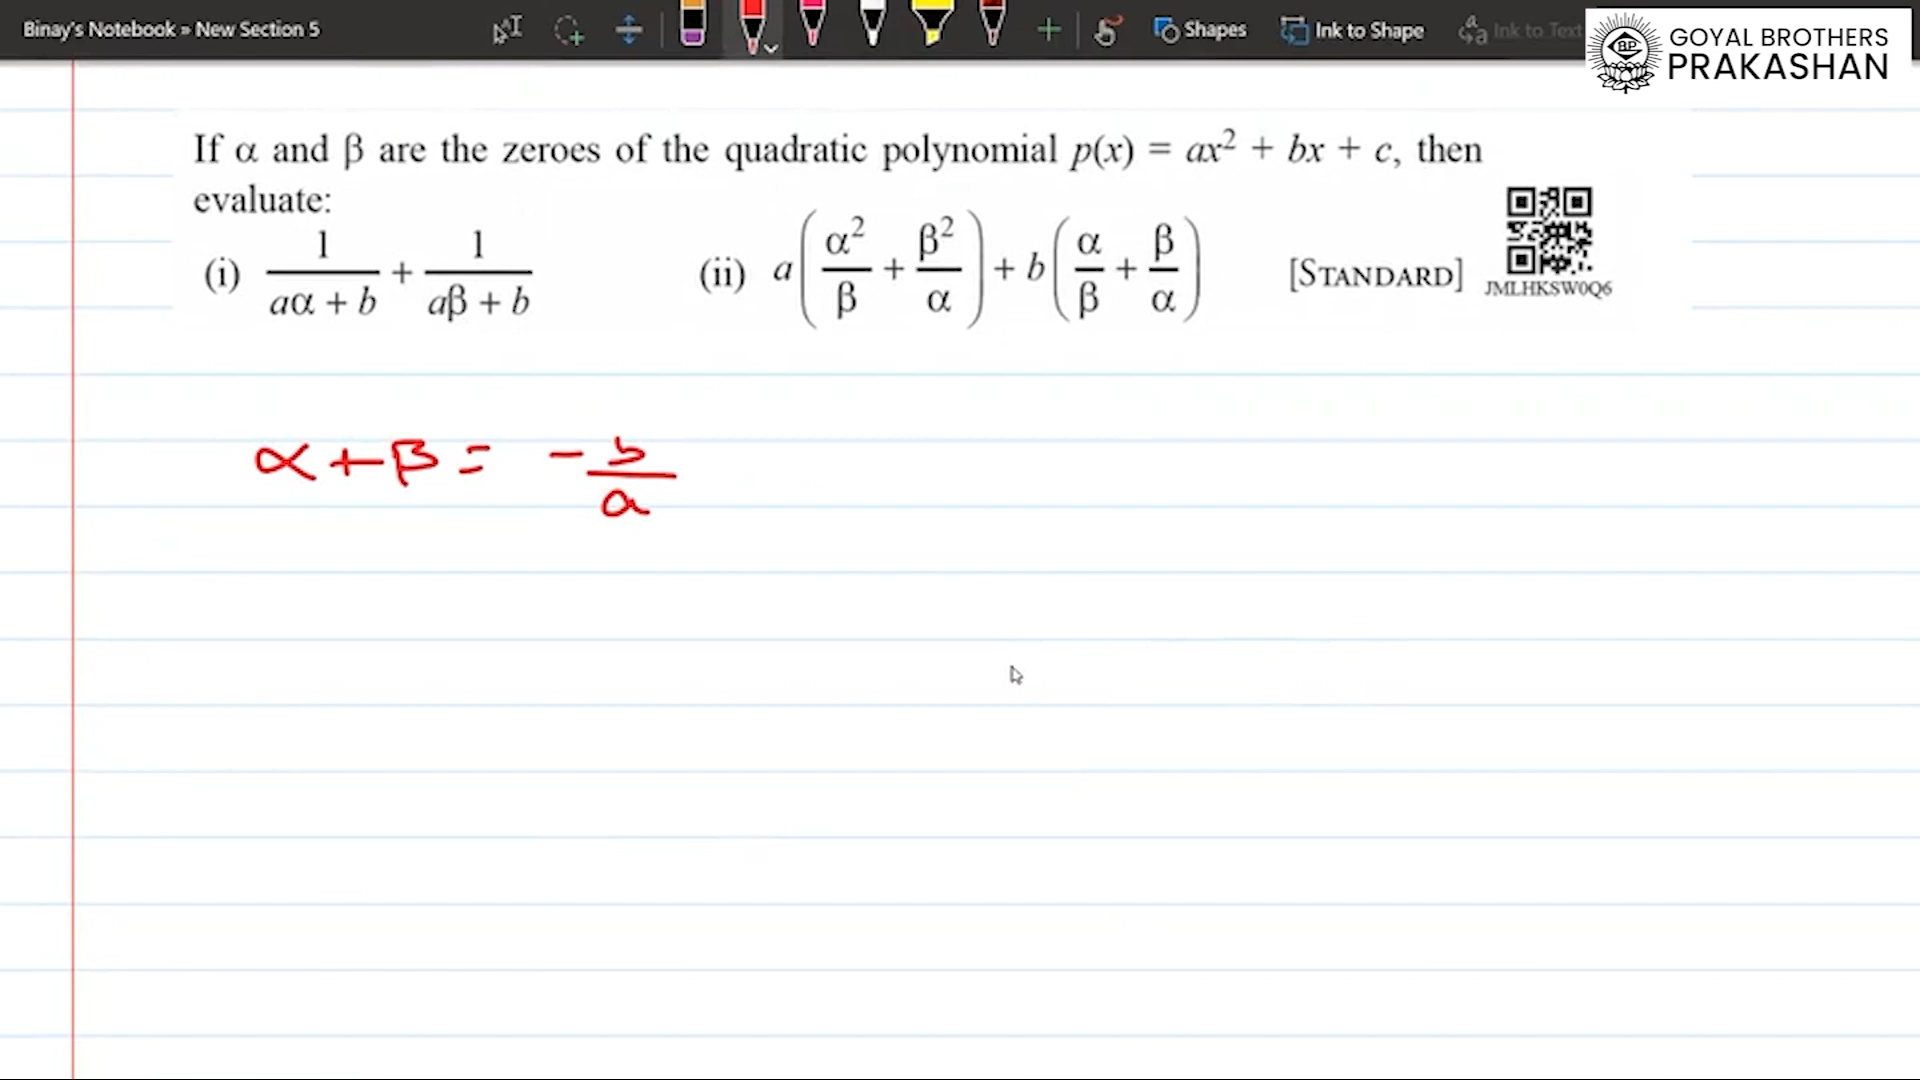 Binay's Notebook » New Section 5
Shapes
Ink to Shape
Ink to Text
GOYAL BROTHERS
PRAKASHAN
If α and β are the zeroes of the quadratic polynomial p(x) = ax² + bx + c, then
evaluate:
(i) 1/(aα + b) + 1/(aβ + b) (ii) a(α²/β + β²/α) + b(α/β + β/α) [STANDARD]
JMLHKSW0Q6
α + β = - b/a